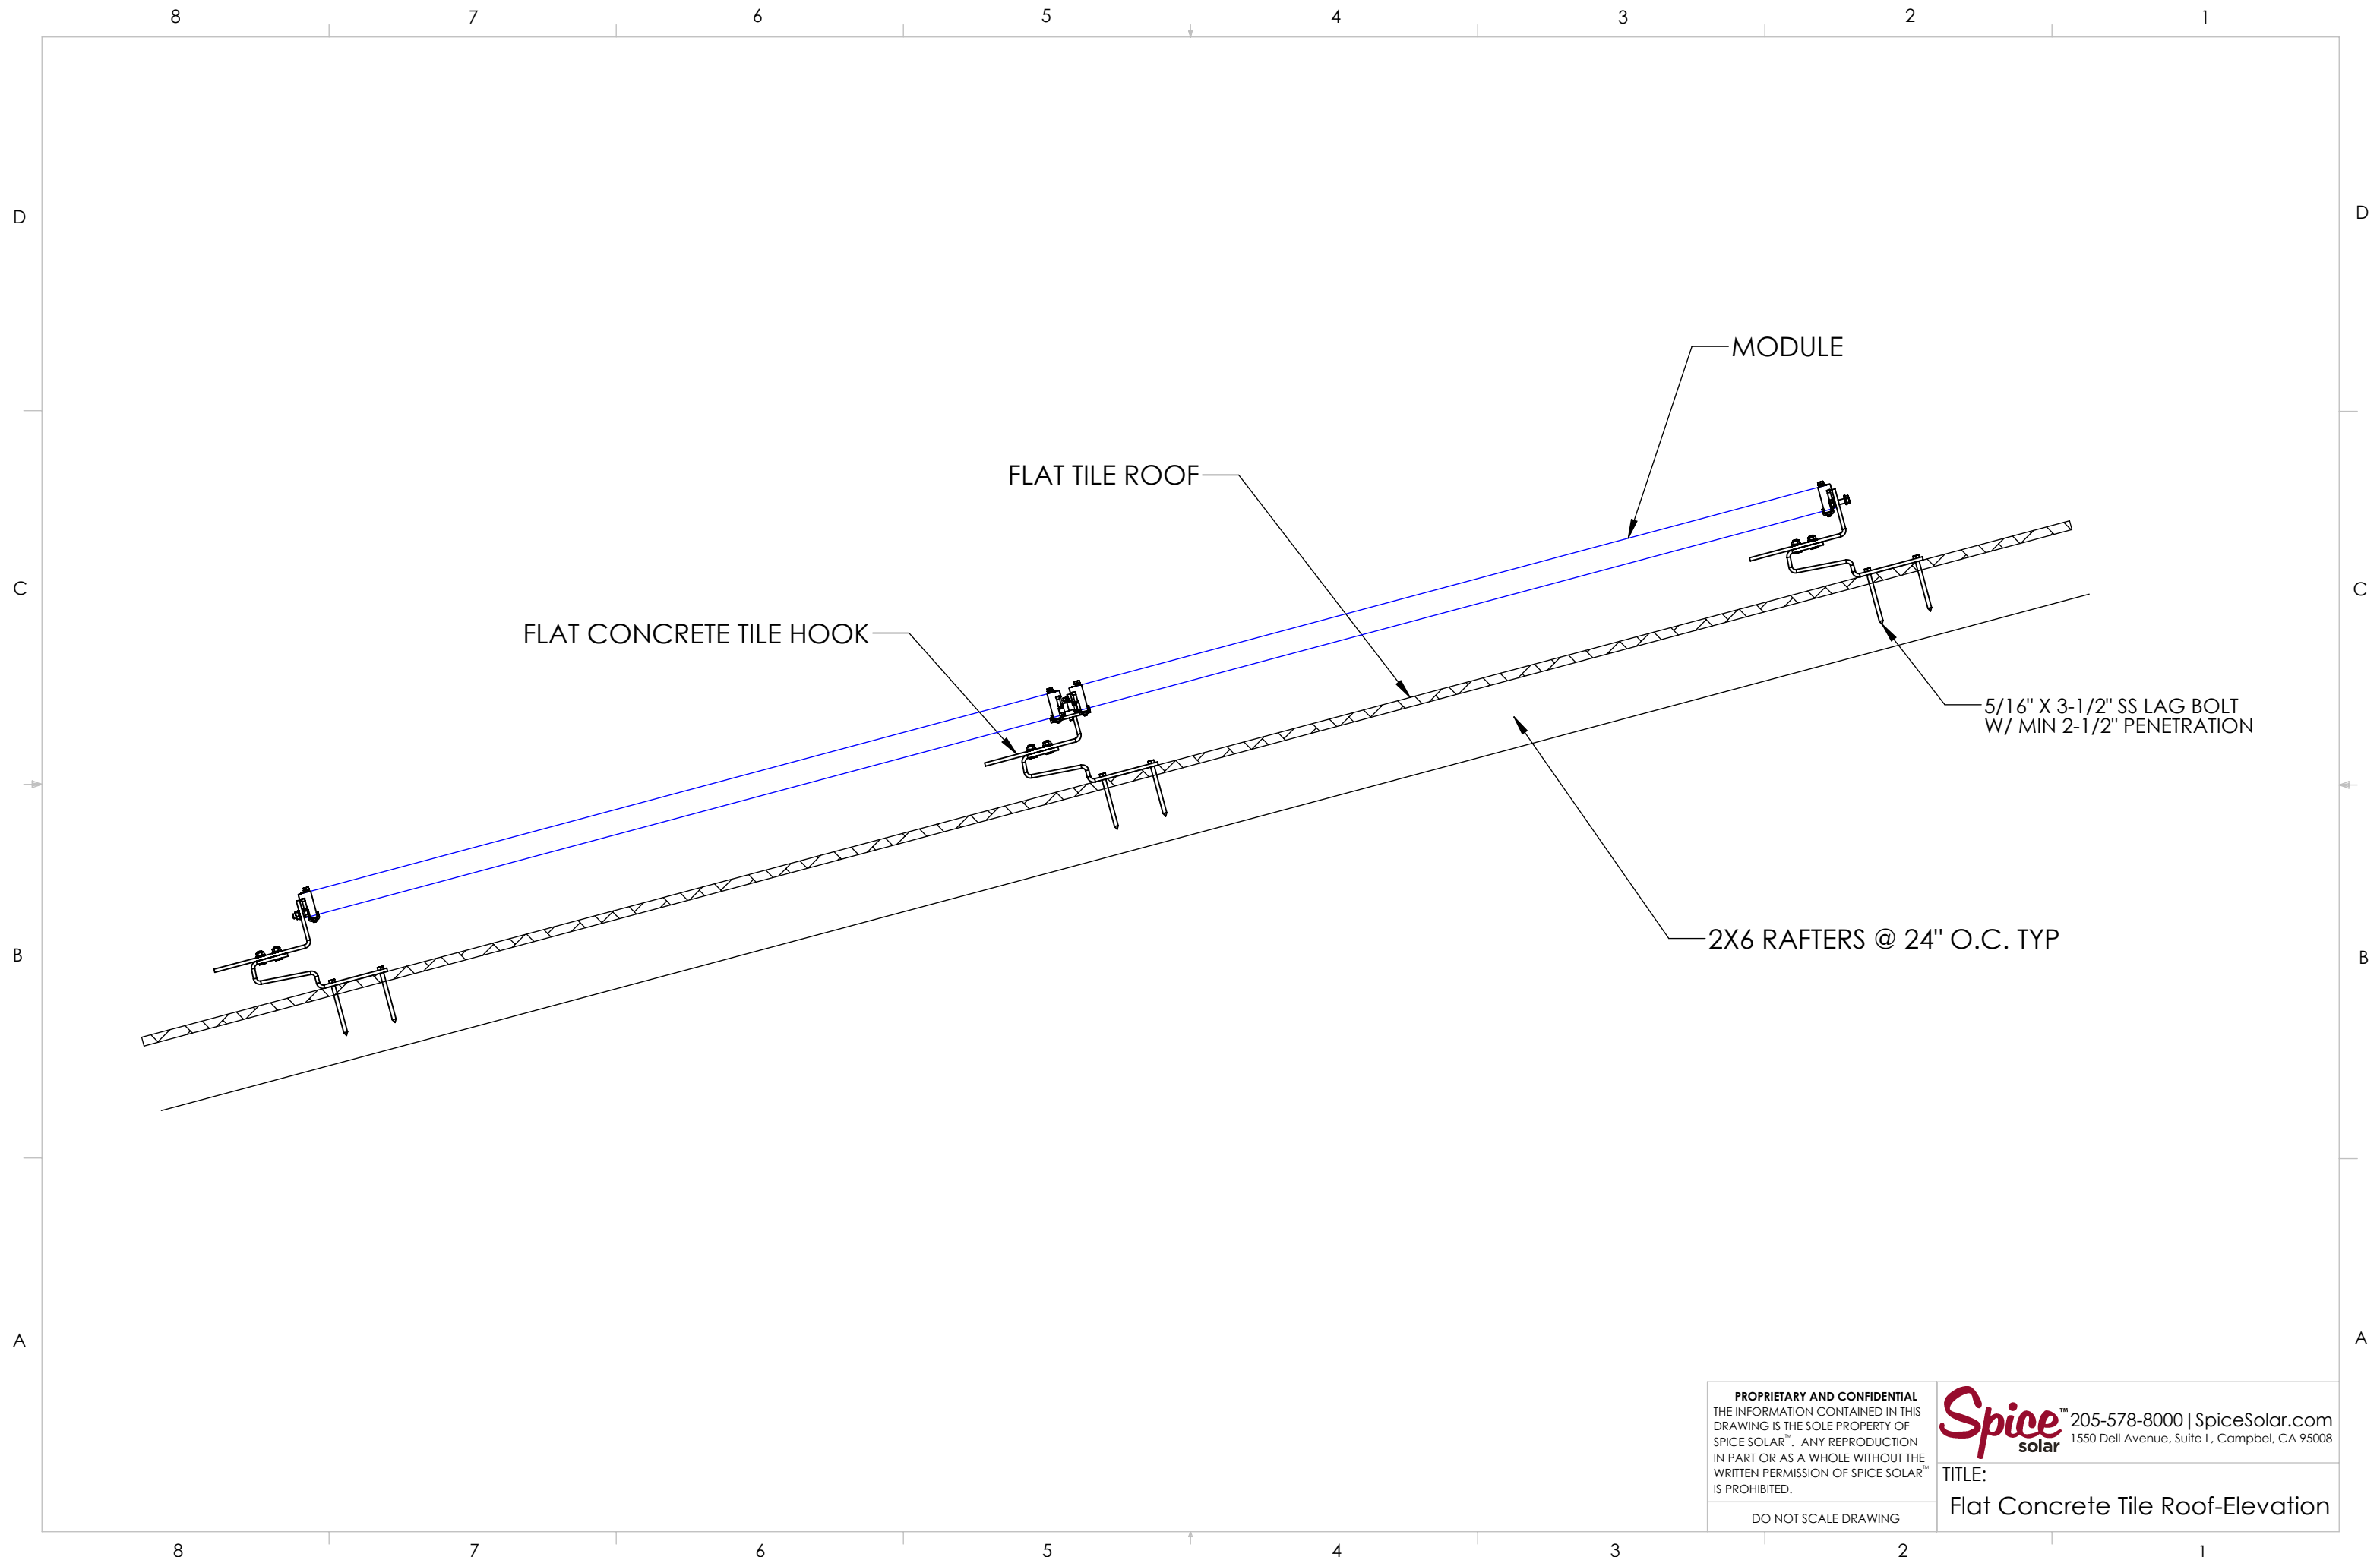 8 7 6 5 4 3 2 1
D D
MODULE
FLAT TILE ROOF
C C
FLAT CONCRETE TILE HOOK
5/16" X 3-1/2" SS LAG BOLT
W/ MIN 2-1/2" PENETRATION
2X6 RAFTERS @ 24" O.C. TYP
B B
A A
PROPRIETARY AND CONFIDENTIAL
THE INFORMATION CONTAINED IN THIS
DRAWING IS THE SOLE PROPERTY OF
SPICE SOLAR™. ANY REPRODUCTION
IN PART OR AS A WHOLE WITHOUT THE
WRITTEN PERMISSION OF SPICE SOLAR™
IS PROHIBITED.
DO NOT SCALE DRAWING
Spice™
solar
205-578-8000|SpiceSolar.com
1550 Dell Avenue, Suite L, Campbel, CA 95008
TITLE:
Flat Concrete Tile Roof-Elevation
8 7 6 5 4 3 2 1